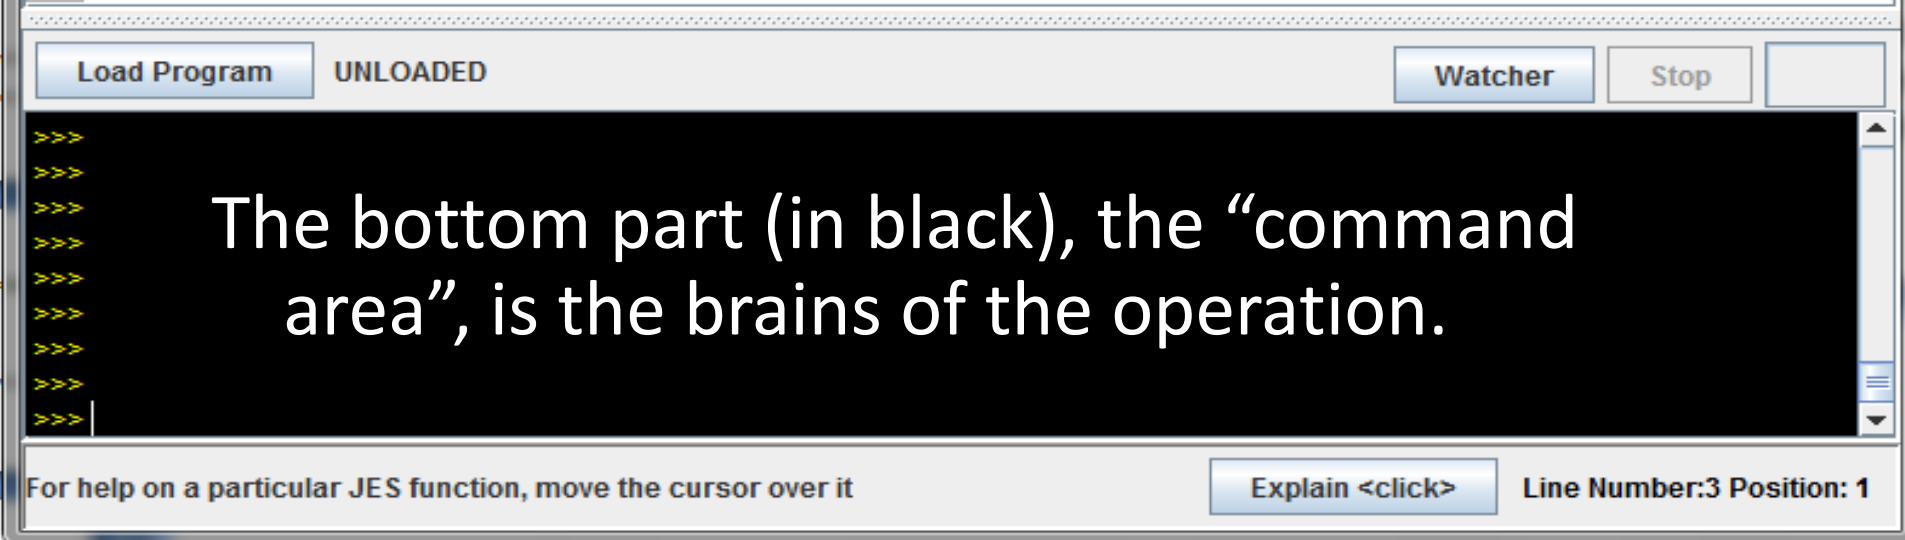 Load Program UNLOADED Watcher Stop
>>>
>>>
>>>
The bottom part (in black), the “command
>>>
>>>
area”, is the brains of the operation.
>>>
>>>
>>>
>>>
For help on a particular JES function, move the cursor over it Explain <click> Line Number:3 Position: 1